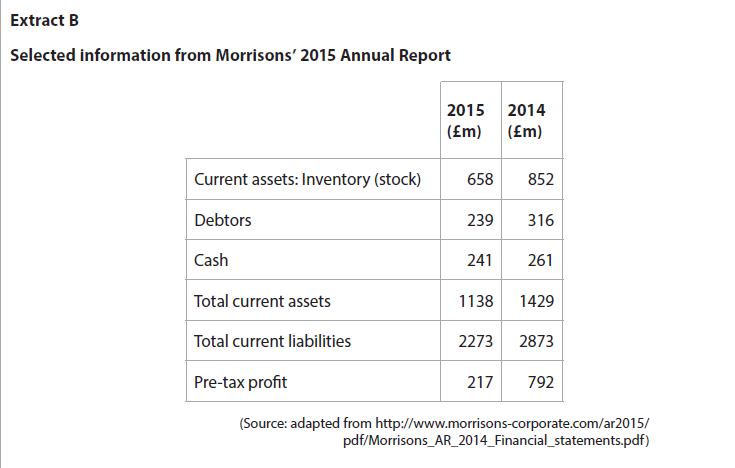 Extract B
Selected information from Morrisons’ 2015 Annual Report
2015 (£m) 2014 (£m)
Current assets: Inventory (stock) 658 852
Debtors 239 316
Cash 241 261
Total current assets 1138 1429
Total current liabilities 2273 2873
Pre-tax profit 217 792
(Source: adapted from http://www.morrisons-corporate.com/ar2015/
pdf/Morrisons_AR_2014_Financial_statements.pdf)